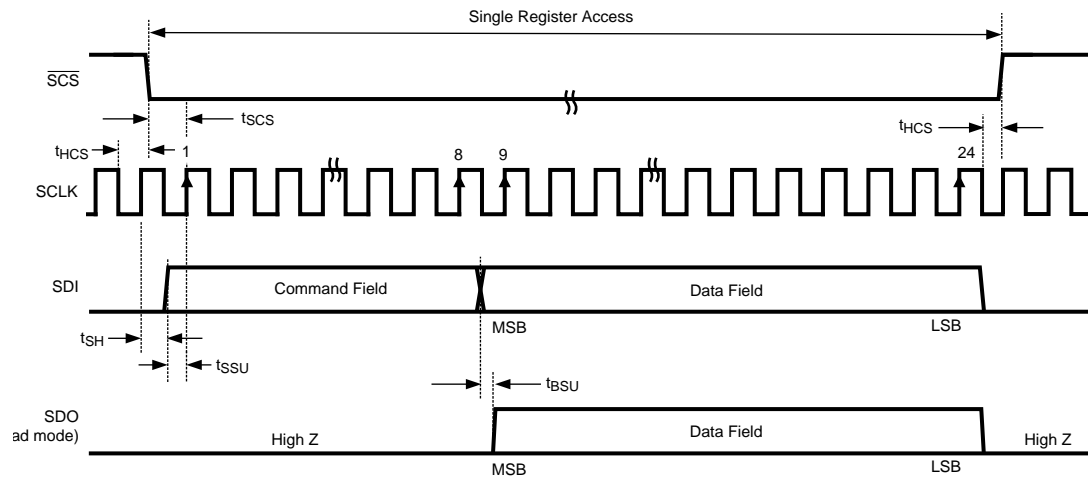 Single Register Access
SCS
tSCS
tHCS
tHCS
1
8
9
24
SCLK
SDI
Command Field
Data Field
MSB
LSB
tSH
tSSU
tBSU
SDO
ad mode)
High Z
Data Field
High Z
MSB
LSB